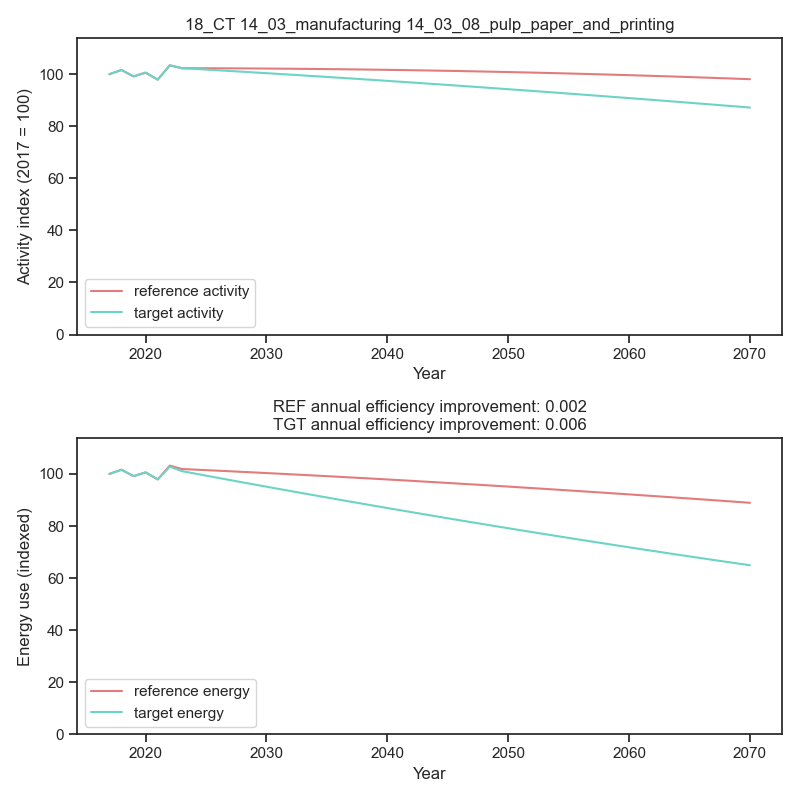 18_CT 14_03_manufacturing 14_03_08_pulp_paper_and_printing
Activity index (2017 = 100)
100
80
60
40
20
0
reference activity
target activity
2020 2030 2040 2050 2060 2070
Year
REF annual efficiency improvement: 0.002
TGT annual efficiency improvement: 0.006
Energy use (indexed)
100
80
60
40
20
0
reference energy
target energy
2020 2030 2040 2050 2060 2070
Year